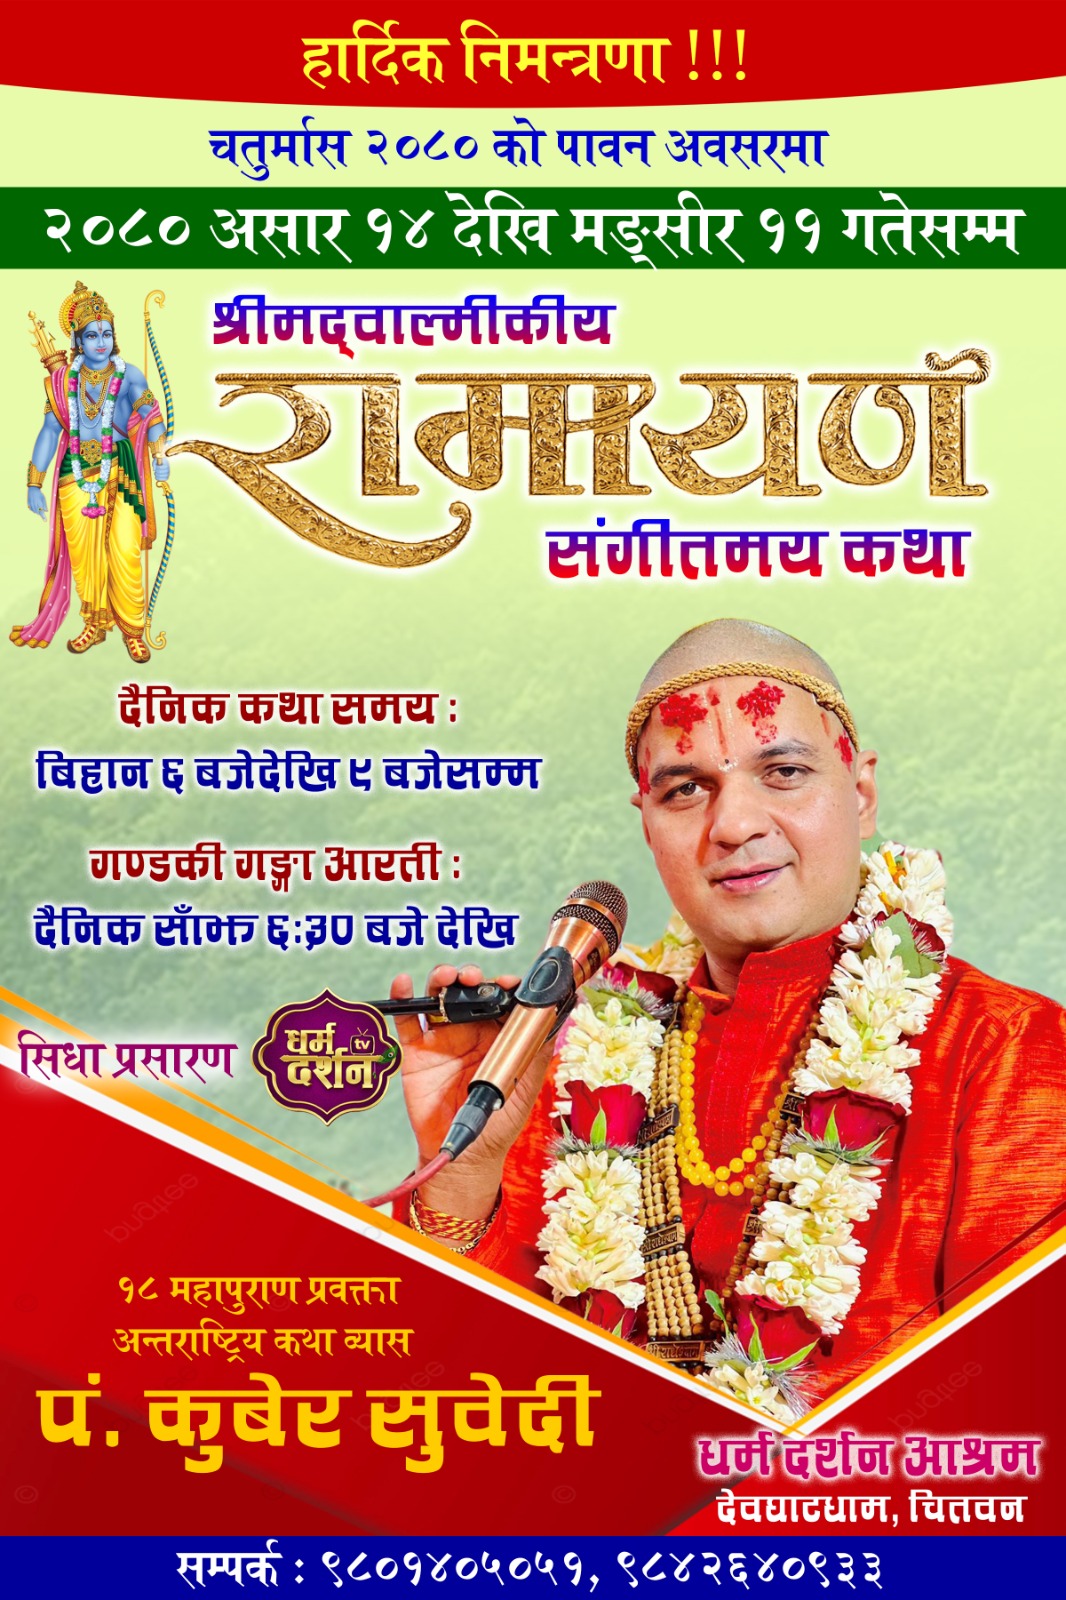 हार्दिक निमन्त्रणा !!!
चतुर्मास २०८० को पावन अवसरमा
२०८० असार १४ देखि मङ्सीर ११ गतेसम्म
श्रीमद्वाल्मीकीय
रामायण
संगीतमय कथा
दैनिक कथा समय :
बिहान ६ बजेदेखि ९ बजेसम्म
गण्डकी गङ्गा आरती :
दैनिक साँझ ६:३० बजे देखि
सिधा प्रसारण
धर्म tv
दर्शन
१८ महापुराण प्रवक्ता
अन्तराष्ट्रिय कथा व्यास
पं. कुबेर सुवेदी
धर्म दर्शन आश्रम
देवघाटधाम, चितवन
सम्पर्क : ९८०१४०५०५१, ९८४२६४०९३३